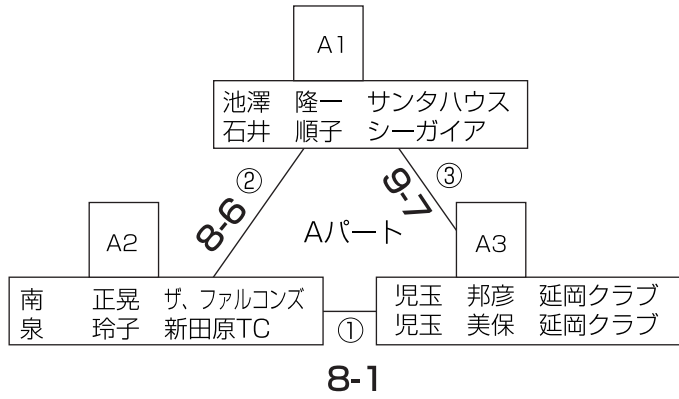 A1
池澤 隆一 サンタハウス
石井 順子 シーガイア
②
③
8-6
9-7
Aパート
A2
A3
南 正晃 ザ、ファルコンズ
泉 玲子 新田原TC
児玉 邦彦 延岡クラブ
児玉 美保 延岡クラブ
①
8-1